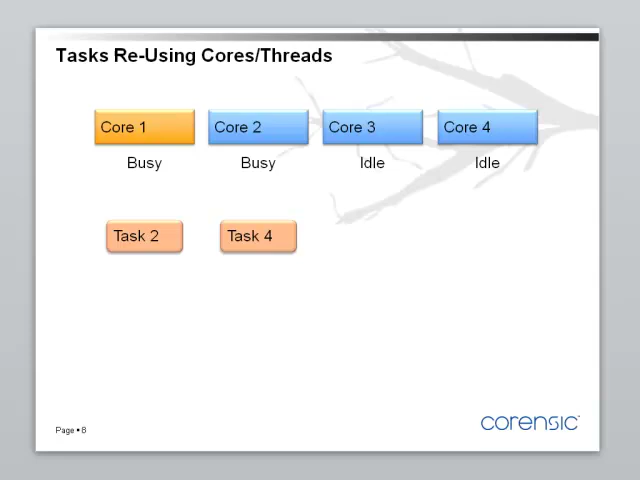 Tasks Re-Using Cores/Threads
Core 1 Core 2 Core 3 Core 4
Busy Busy Idle Idle
Task 2 Task 4
Page • 8
corensic